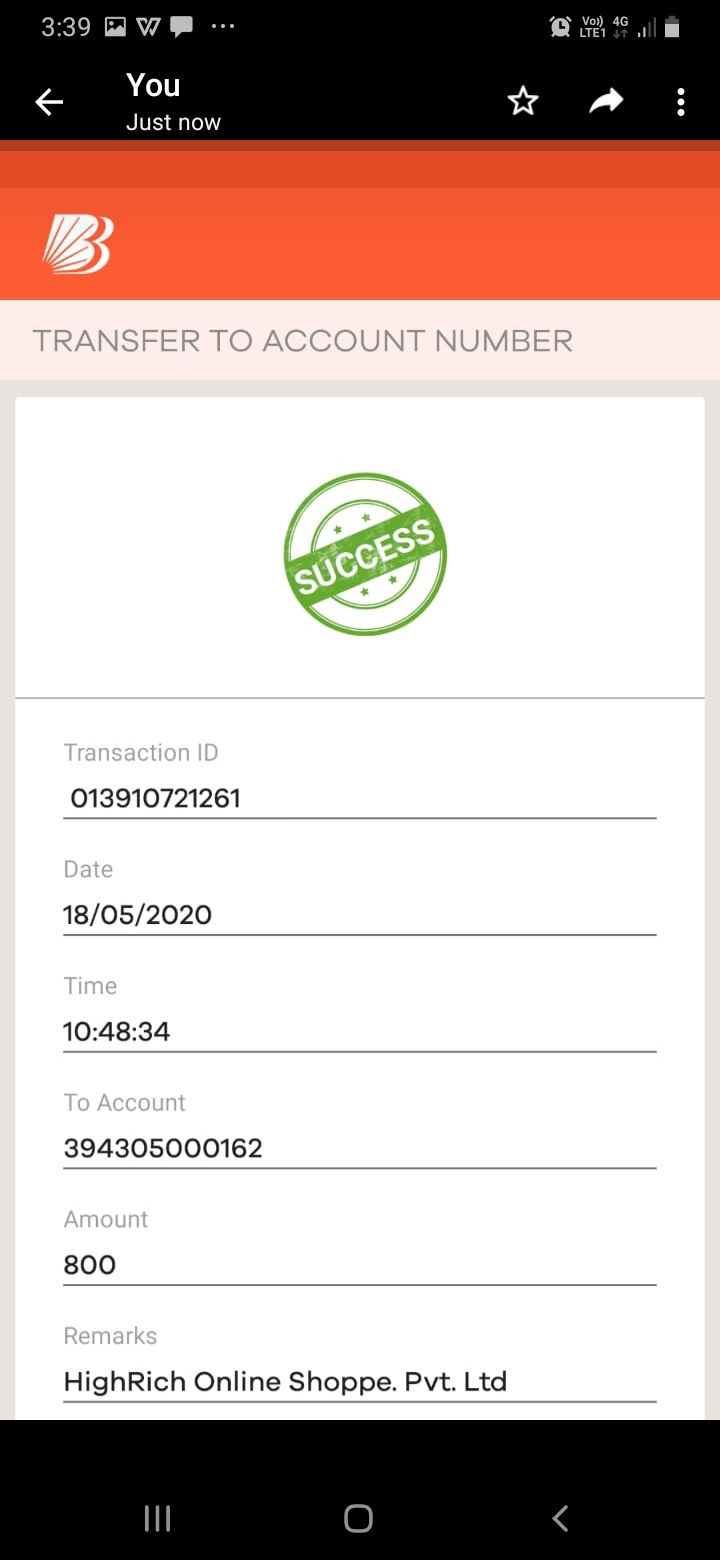 3:39 Vo)) LTE1 4G
You
Just now
TRANSFER TO ACCOUNT NUMBER
SUCCESS
Transaction ID
013910721261
Date
18/05/2020
Time
10:48:34
To Account
394305000162
Amount
800
Remarks
HighRich Online Shoppe. Pvt. Ltd